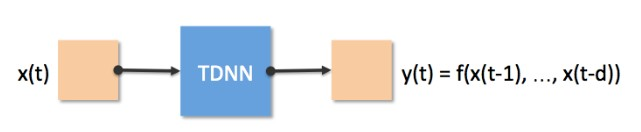 x(t) TDNN y(t) = f(x(t-1), ..., x(t-d))